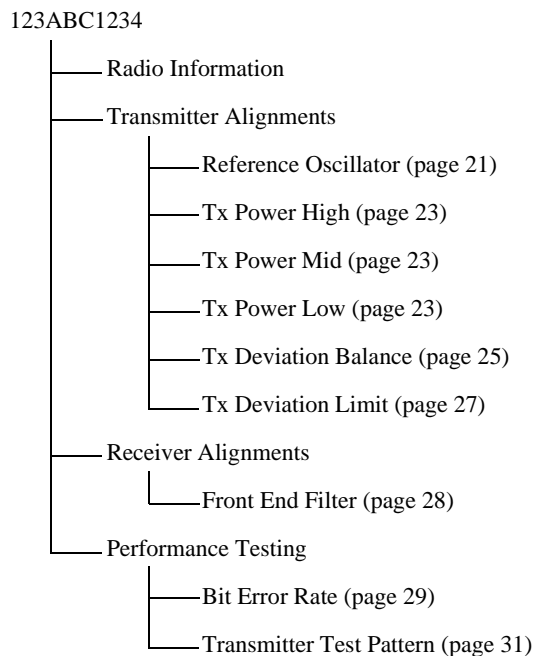 123ABC1234
Radio Information
Transmitter Alignments
Reference Oscillator (page 21)
Tx Power High (page 23)
Tx Power Mid (page 23)
Tx Power Low (page 23)
Tx Deviation Balance (page 25)
Tx Deviation Limit (page 27)
Receiver Alignments
Front End Filter (page 28)
Performance Testing
Bit Error Rate (page 29)
Transmitter Test Pattern (page 31)